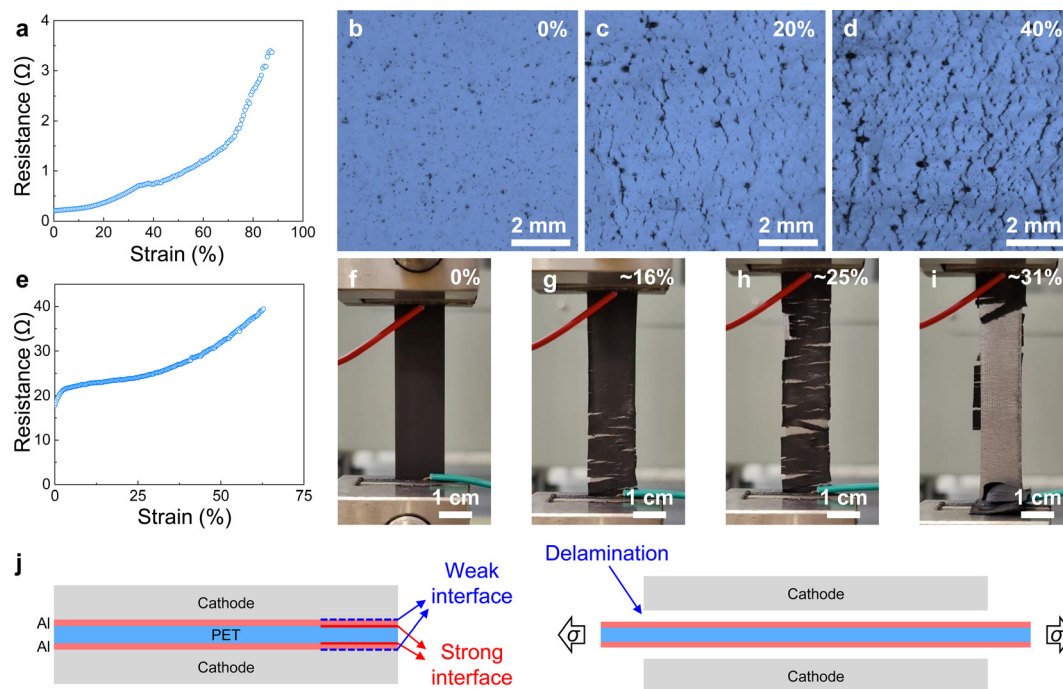 a
4
3
2
1
0
Resistance (Ω)
0 20 40 60 80 100
Strain (%)
b 0%
2 mm
c 20%
2 mm
d 40%
2 mm
e
40
30
20
10
0
Resistance (Ω)
0 25 50 75
Strain (%)
f 0%
1 cm
g ~16%
1 cm
h ~25%
1 cm
i ~31%
1 cm
j
Cathode
Al
PET
Al
Cathode
Weak
interface
Strong
interface
Delamination
Cathode
σ
σ
Cathode